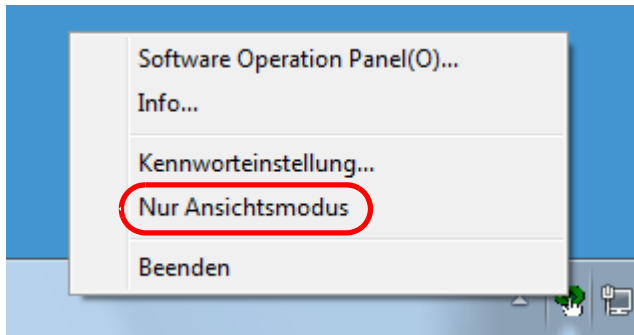 Software Operation Panel(O)...
Info...
Kennworteinstellung...
Nur Ansichtsmodus
Beenden